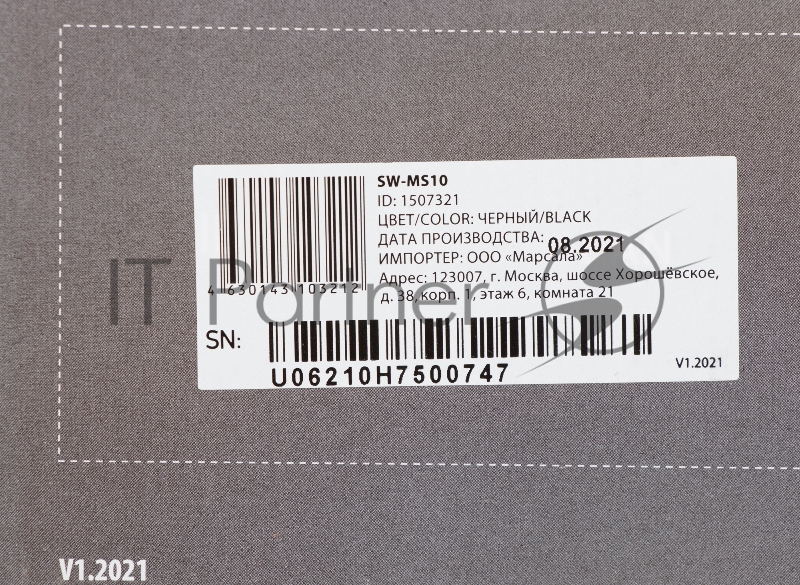 SW-MS10
ID: 1507321
ЦВЕТ/COLOR: ЧЕРНЫЙ/BLACK
ДАТА ПРОИЗВОДСТВА: 08.2021
ИМПОРТЕР: ООО «Марсала»
Адрес: 123007, г. Москва, шоссе Хорошёвское,
д. 38, корп. 1, этаж 6, комната 21
4 630143 103212
IT Partner
SN:
U06210H7500747
V1.2021
V1.2021